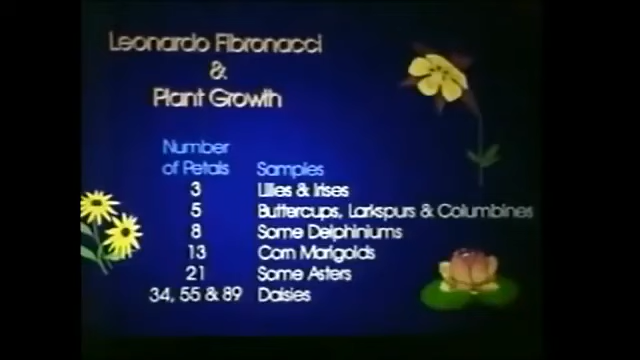 Leonardo Fibronacci
&
Plant Growth
Number
of Petals Samples
3 Lilies & Irises
5 Buttercups, Larkspurs & Columbines
8 Some Delphiniums
13 Corn Marigolds
21 Some Asters
34, 55 & 89 Daisies